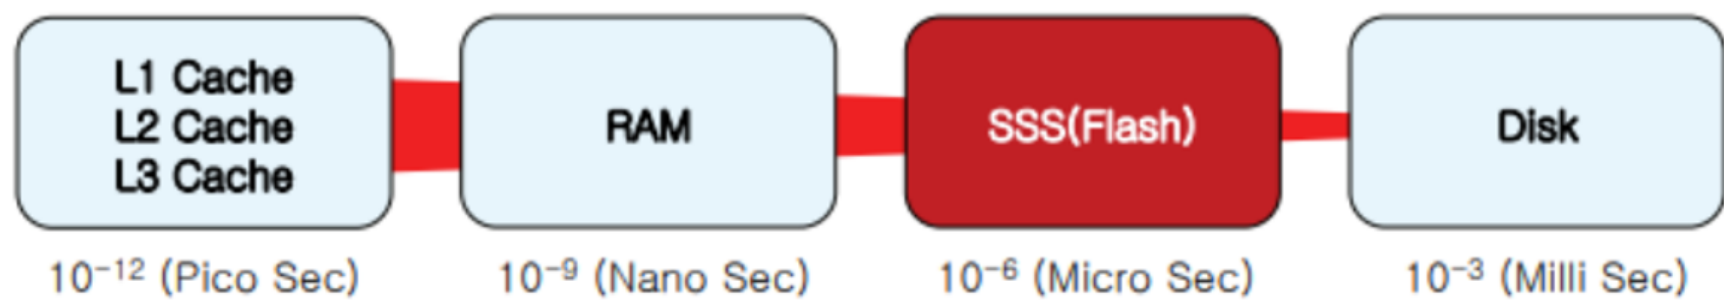 L1 Cache
L2 Cache
L3 Cache
RAM
SSS(Flash)
Disk
10⁻¹² (Pico Sec)
10⁻⁹ (Nano Sec)
10⁻⁶ (Micro Sec)
10⁻³ (Milli Sec)